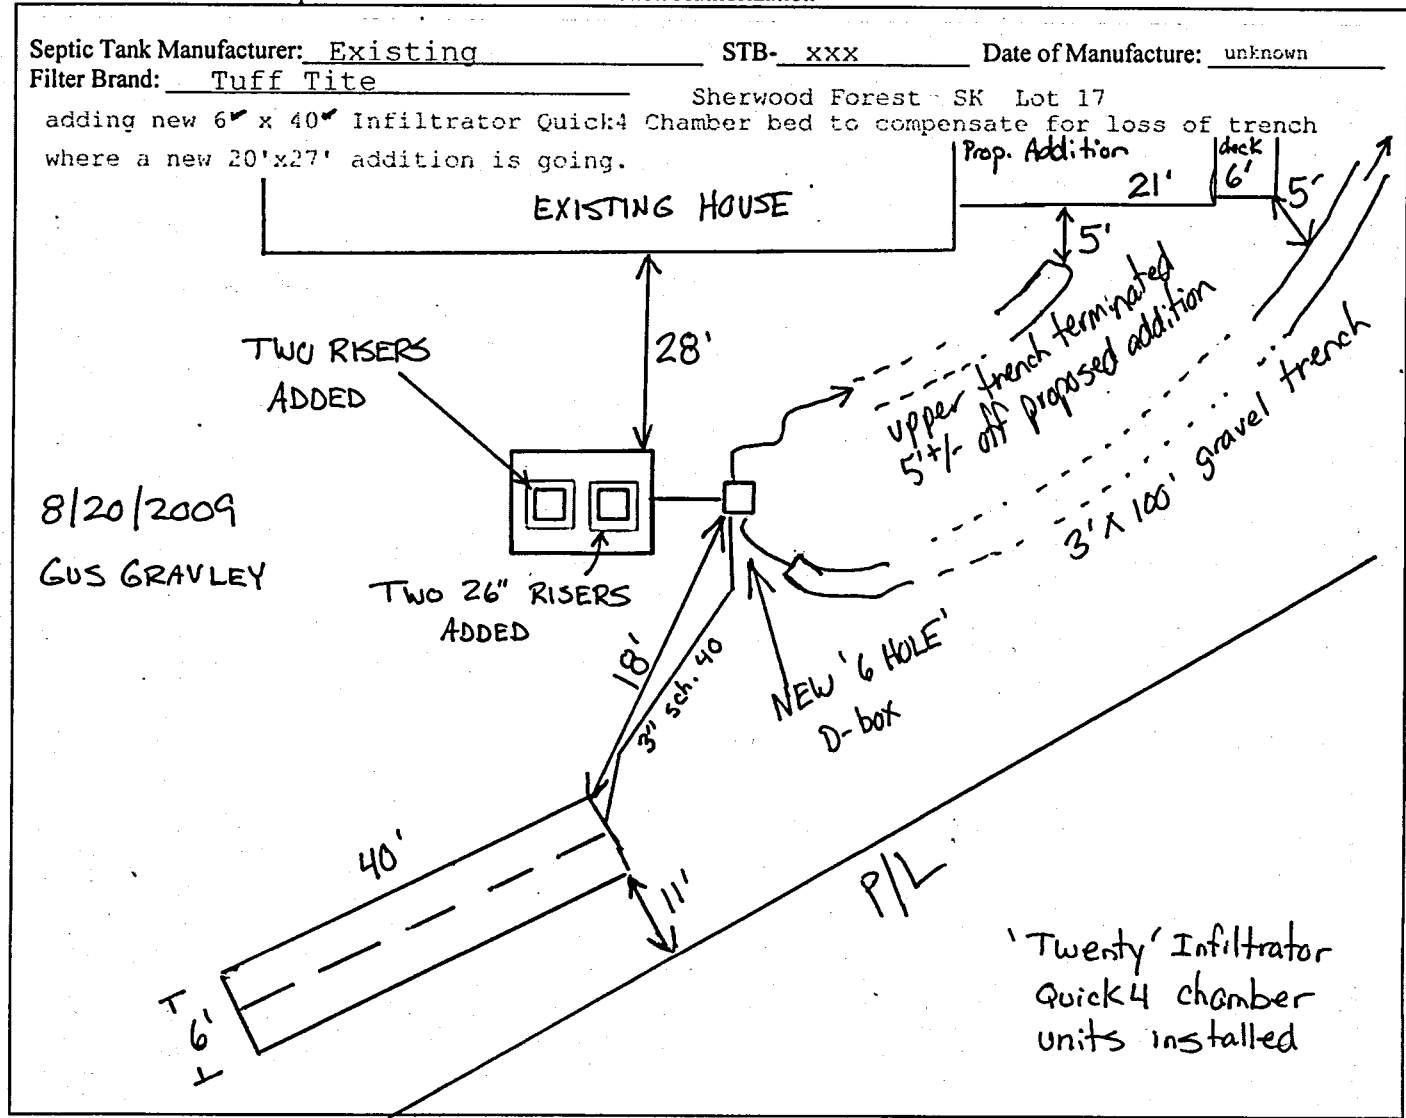 Septic Tank Manufacturer: Existing STB- xxx Date of Manufacture: unknown
Filter Brand: Tuff Tite
Sherwood Forest SK Lot 17
adding new 6' x 40' Infiltrator Quick4 Chamber bed to compensate for loss of trench
where a new 20'x27' addition is going.
Prop. Addition
deck
6'
21'
5'
EXISTING HOUSE
5'
28'
TWO RISERS
ADDED
upper trench terminated
5'+/- off proposed addition
3' X 100' gravel trench
8/20/2009
GUS GRAVLEY
TWO 26" RISERS
ADDED
18'
3" sch. 40
NEW '6 HOLE'
D-box
40'
11'
P/L
6'
'Twenty' Infiltrator
Quick4 chamber
units installed